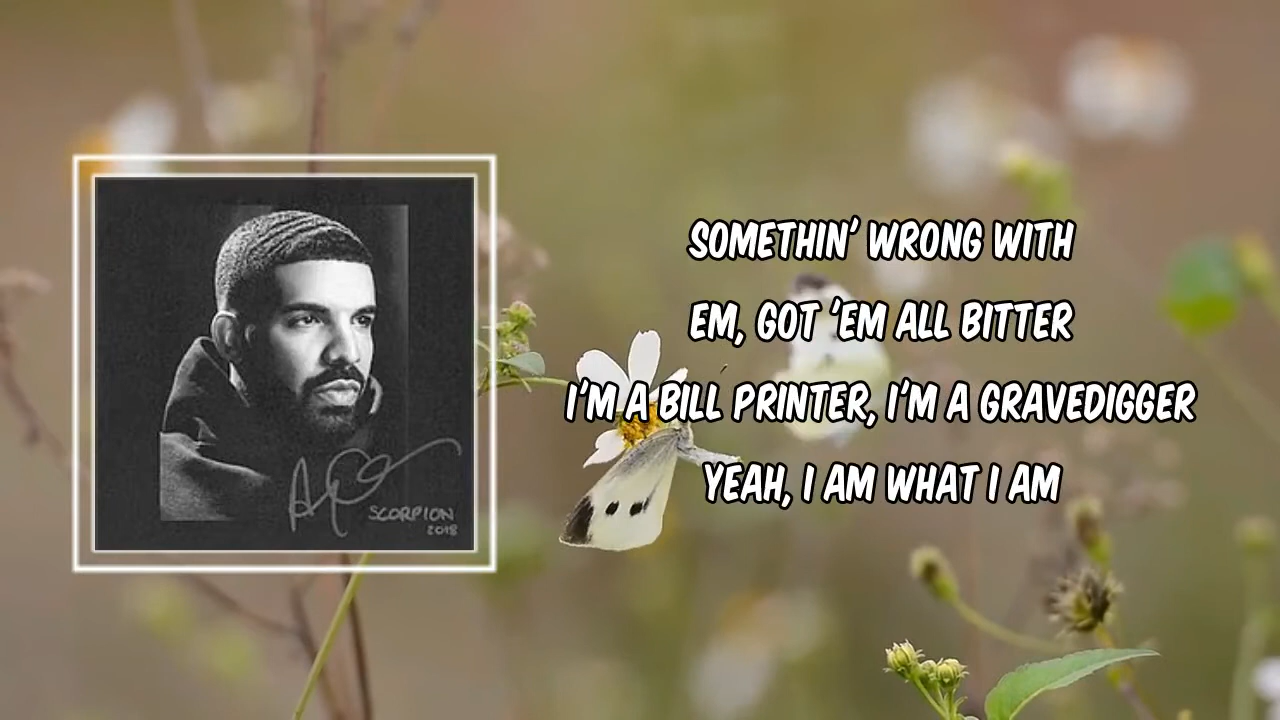 SOMETHIN' WRONG WITH
EM, GOT 'EM ALL BITTER
I'M A BILL PRINTER, I'M A GRAVEDIGGER
YEAH, I AM WHAT I AM
SCORPION
2018